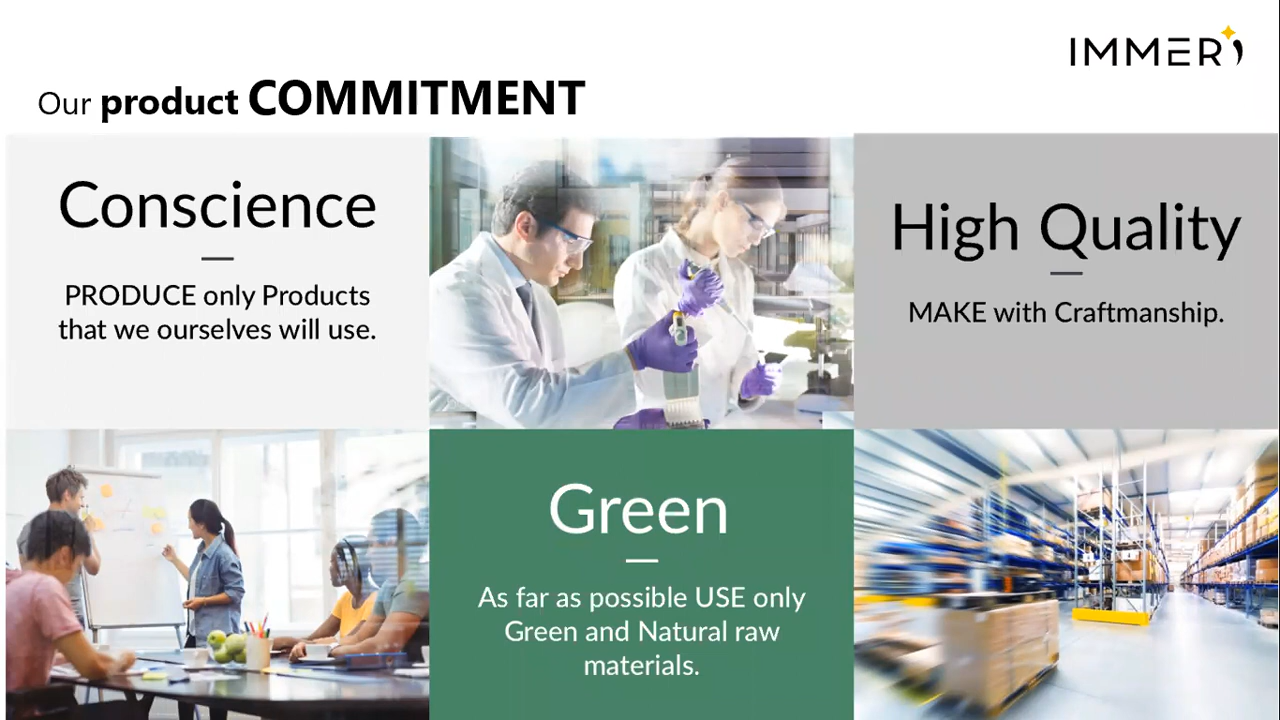 IMMERI
Our product COMMITMENT
Conscience
PRODUCE only Products
that we ourselves will use.
High Quality
MAKE with Craftmanship.
Green
As far as possible USE only
Green and Natural raw
materials.